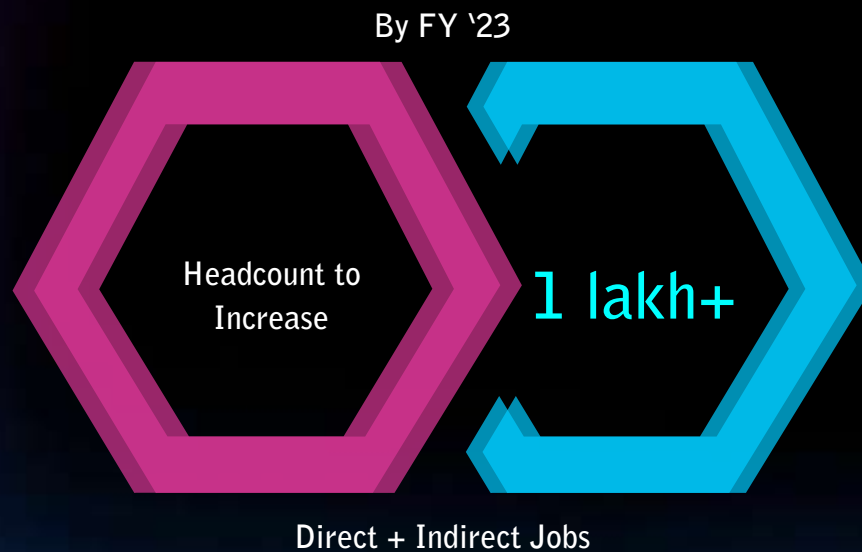 By FY ‘23
Headcount to
Increase
1 lakh+
Direct + Indirect Jobs